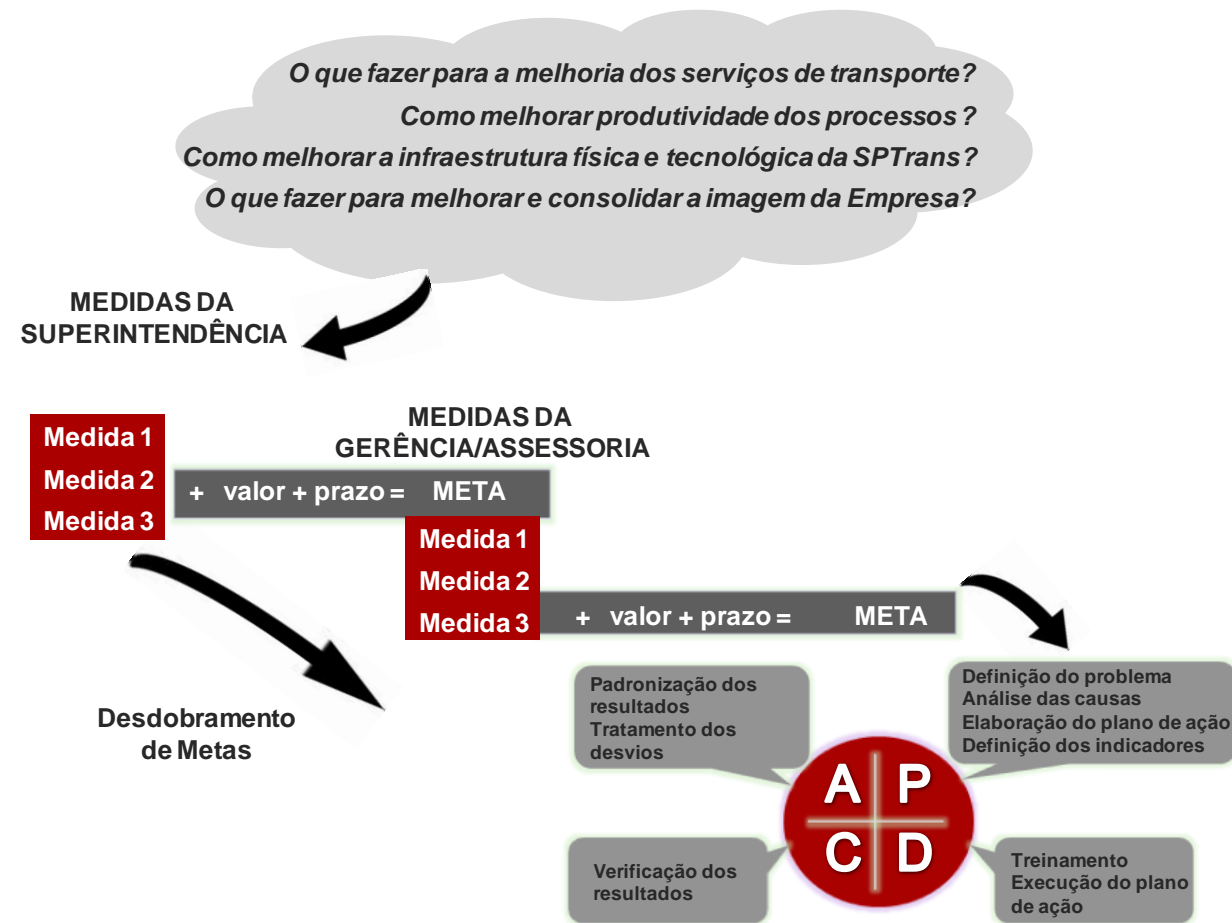 O que fazer para a melhoria dos serviços de transporte?
Como melhorar produtividade dos processos ?
Como melhorar a infraestrutura física e tecnológica da SPTrans?
O que fazer para melhorar e consolidar a imagem da Empresa?
MEDIDAS DA
SUPERINTENDÊNCIA
Medida 1
Medida 2
Medida 3
+ valor + prazo = META
MEDIDAS DA
GERÊNCIA/ASSESSORIA
Medida 1
Medida 2
Medida 3
+ valor + prazo = META
Desdobramento
de Metas
Padronização dos
resultados
Tratamento dos
desvios
Definição do problema
Análise das causas
Elaboração do plano de ação
Definição dos indicadores
A P
C D
Verificação dos
resultados
Treinamento
Execução do plano
de ação